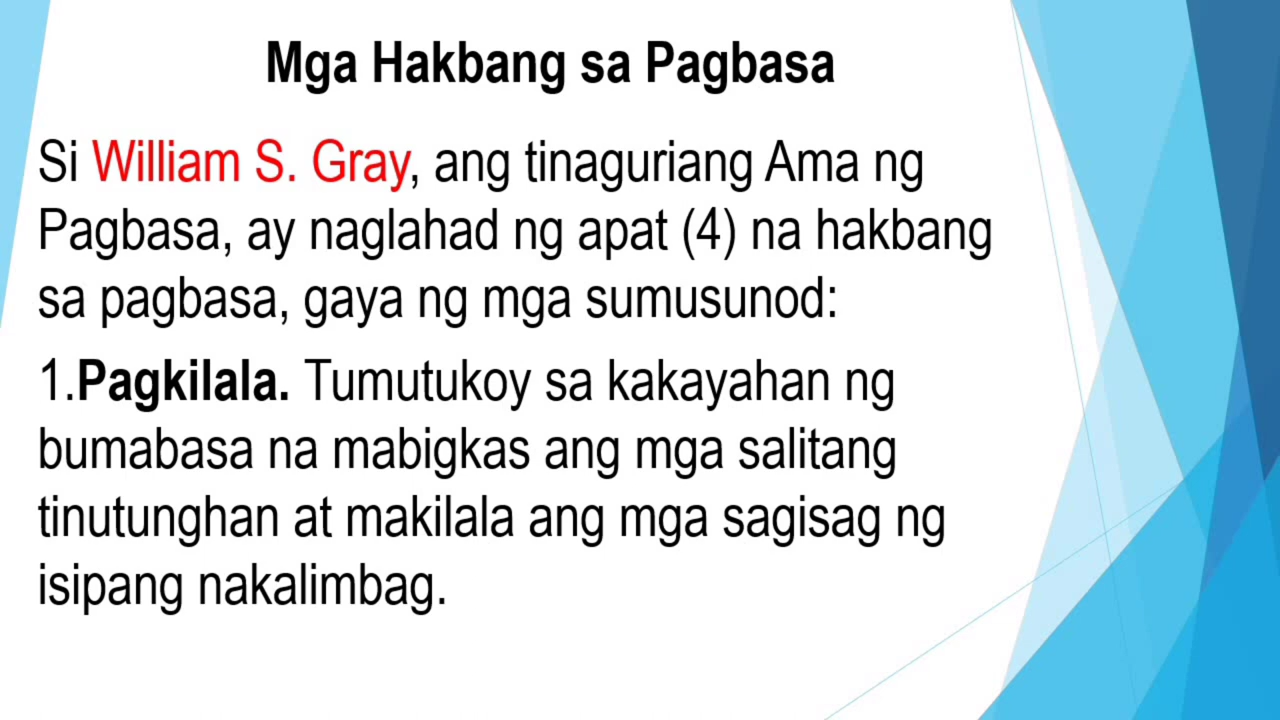 Mga Hakbang sa Pagbasa
Si William S. Gray, ang tinaguriang Ama ng
Pagbasa, ay naglahad ng apat (4) na hakbang
sa pagbasa, gaya ng mga sumusunod:
1.Pagkilala. Tumutukoy sa kakayahan ng
bumabasa na mabigkas ang mga salitang
tinutunghan at makilala ang mga sagisag ng
isipang nakalimbag.